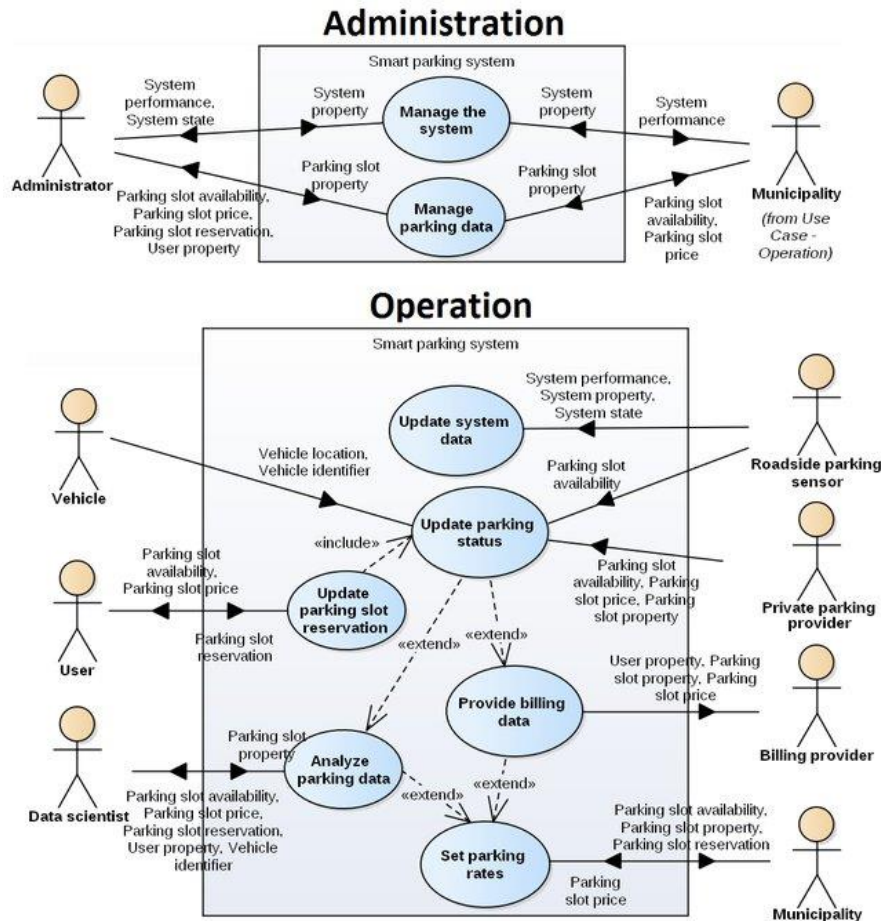 Administration
Smart parking system
System
performance,
System state
System
property
Manage the
system
System
property
System
performance
Administrator
Parking slot
property
Manage
parking data
Parking slot
property
Municipality
(from Use
Case -
Operation)
Parking slot availability,
Parking slot price,
Parking slot reservation,
User property
Parking slot
availability,
Parking slot
price
Operation
Smart parking system
Update system
data
System performance,
System property,
System state
Roadside parking
sensor
Vehicle
Vehicle location,
Vehicle identifier
Parking slot
availability
Update parking
status
«include»
Parking slot
availability,
Parking slot price
Update
parking slot
reservation
User
Parking slot
reservation
Parking slot
availability, Parking
slot price, Parking
slot property
Private parking
provider
«extend»
«extend»
Provide billing
data
User property, Parking
slot property, Parking
slot price
Billing provider
Parking slot
property
Analyze
parking data
Data scientist
Parking slot availability,
Parking slot price,
Parking slot reservation,
User property, Vehicle
identifier
«extend»
«extend»
Set parking
rates
Parking slot availability,
Parking slot property,
Parking slot reservation
Parking
slot price
Municipality